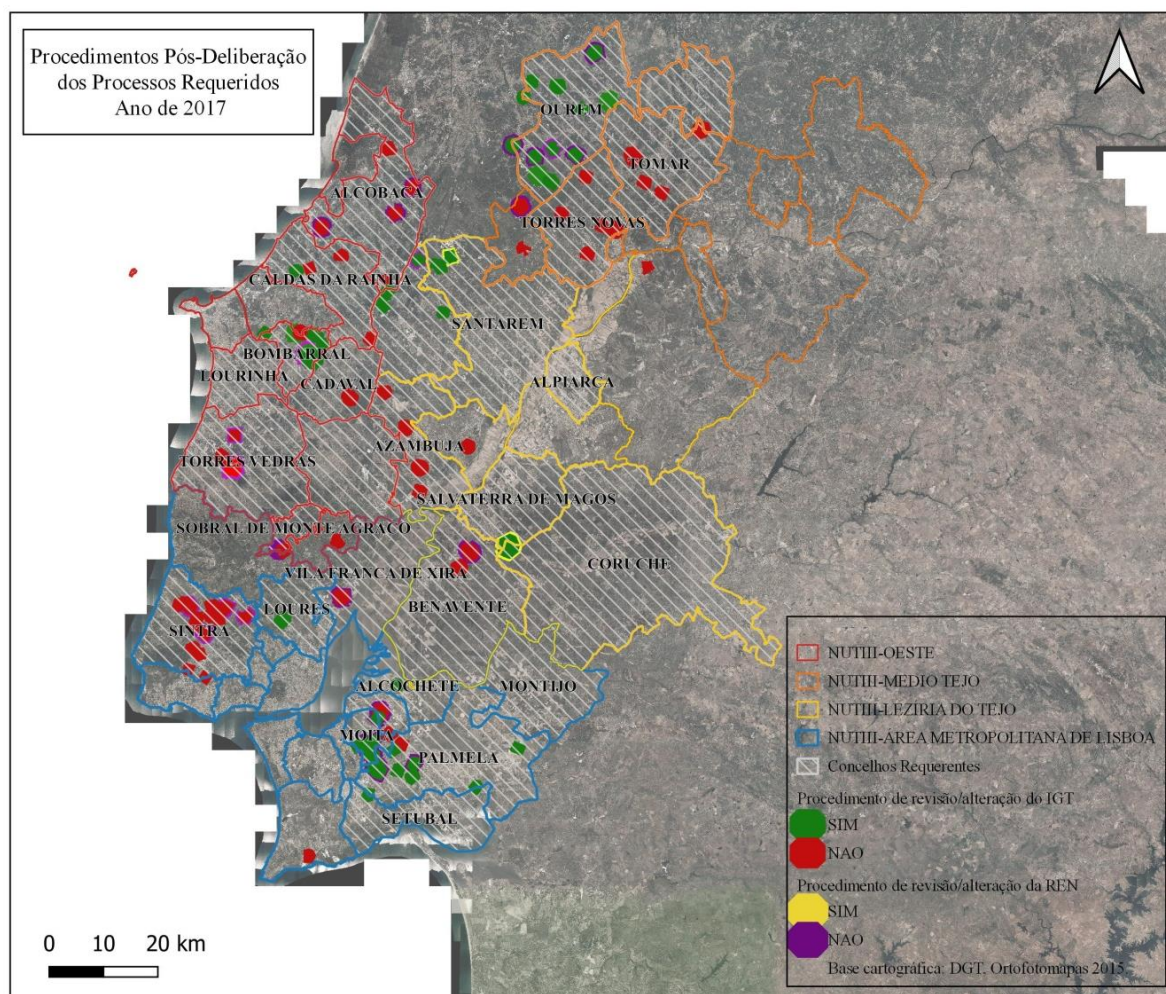 Procedimentos Pós-Deliberação
dos Processos Requeridos
Ano de 2017
OUREM
TOMAR
ALCOBAÇA
TORRES NOVAS
CALDAS DA RAINHA
SANTAREM
BOMBARRAL
LOURINHA
CADAVAL
ALPIARCA
AZAMBUJA
TORRES VEDRAS
SALVATERRA DE MAGOS
SOBRAL DE MONTE AGRAÇO
CORUCHE
VILA FRANCA DE XIRA
LOURES
BENAVENTE
SINTRA
ALCOCHETE
MONTIJO
MOITA
PALMELA
SETUBAL
NUTIII-OESTE
NUTIII-MEDIO TEJO
NUTIII-LEZIRIA DO TEJO
NUTIII-ÁREA METROPOLITANA DE LISBOA
Concelhos Requerentes
Procedimento de revisão/alteração do IGT
SIM
NAO
Procedimento de revisão/alteração da REN
SIM
NAO
Base cartográfica: DGT. Ortofotomapas 2015.
0 10 20 km